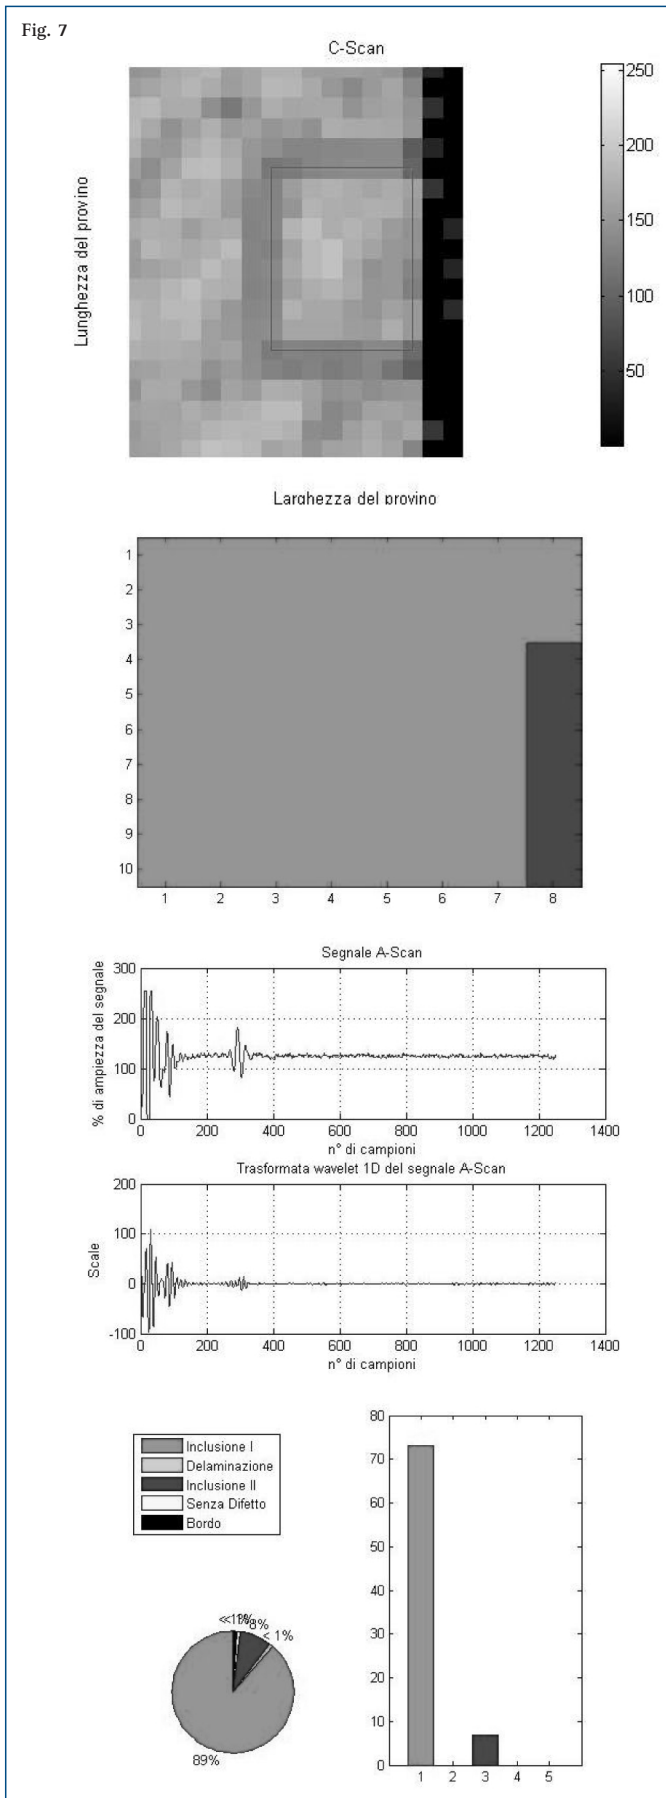 Fig. 7
C-Scan
Lunghezza del provino
250
200
150
100
50
Larghezza del provino
1
2
3
4
5
6
7
8
9
10
1 2 3 4 5 6 7 8
Segnale A-Scan
% di ampiezza del segnale
300
200
100
0
0 200 400 600 800 1000 1200 1400
n° di campioni
Trasformata wavelet 1D del segnale A-Scan
Scale
200
100
0
-100
0 200 400 600 800 1000 1200 1400
n° di campioni
Inclusione I
Delaminazione
Inclusione II
Senza Difetto
Bordo
8%
< 1%
89%
80
70
60
50
40
30
20
10
0
1 2 3 4 5